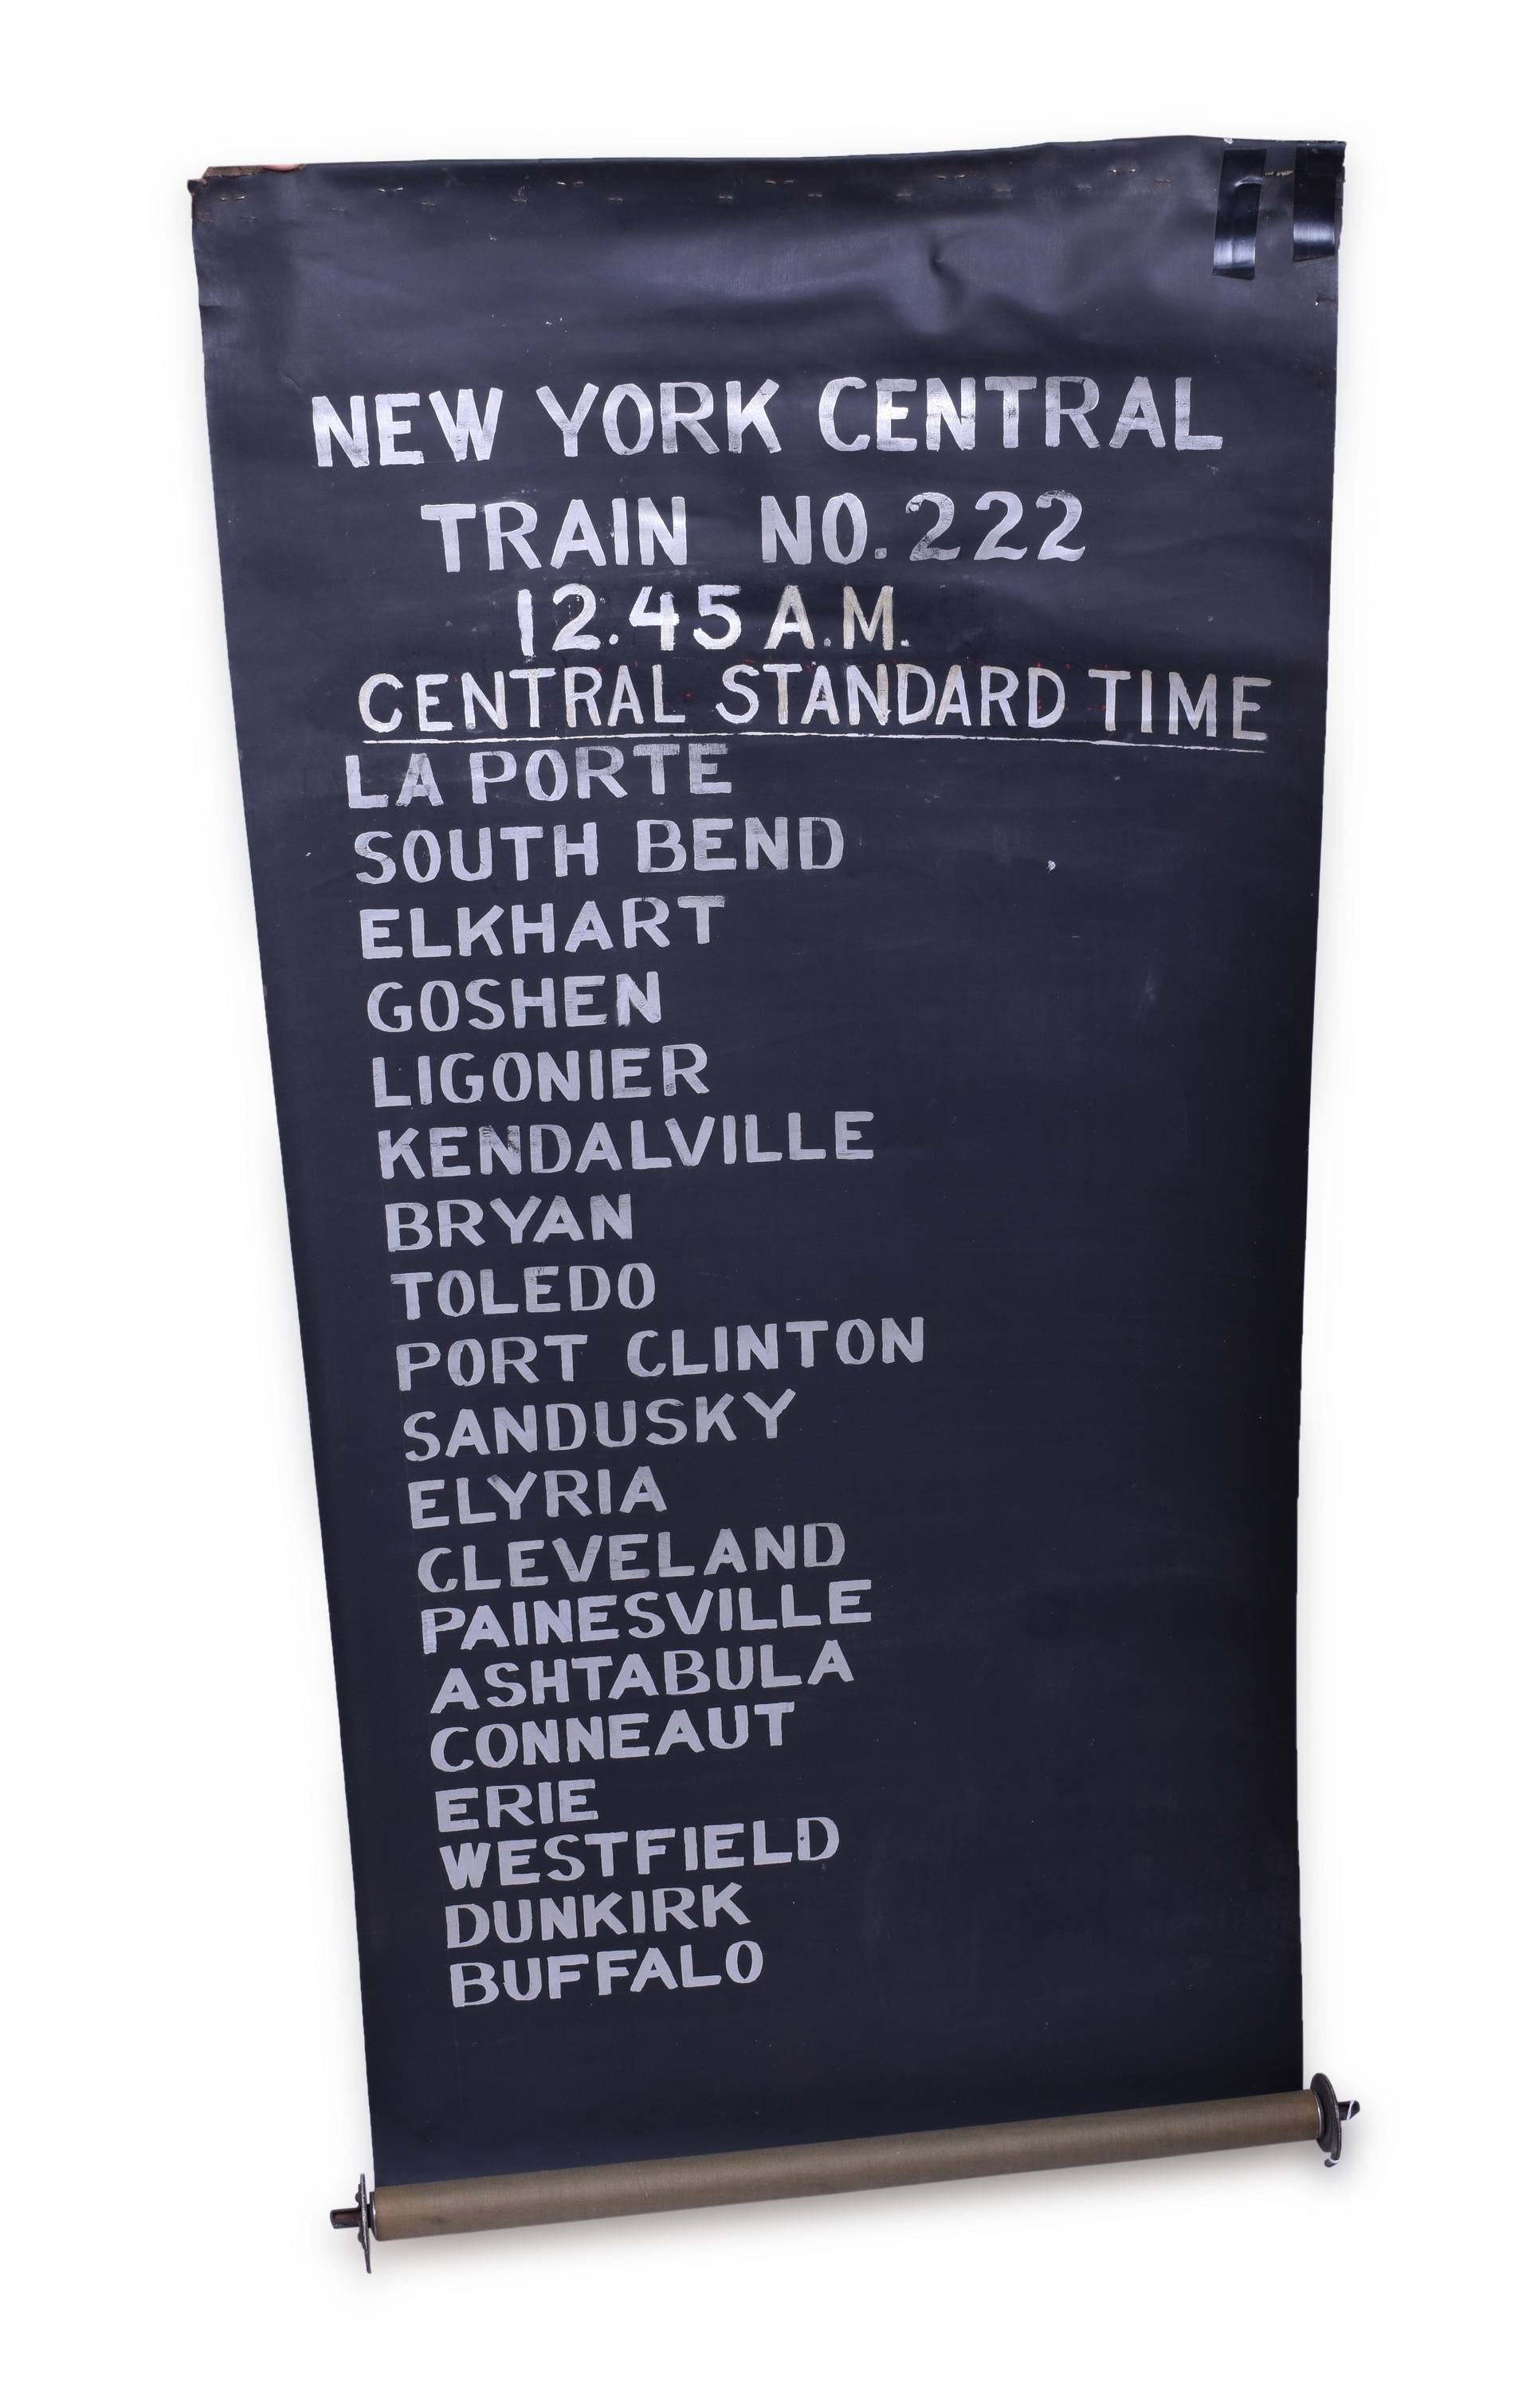 NEW YORK CENTRAL
TRAIN NO. 222
12.45 A.M.
CENTRAL STANDARD TIME
LA PORTE
SOUTH BEND
ELKHART
GOSHEN
LIGONIER
KENDALVILLE
BRYAN
TOLEDO
PORT CLINTON
SANDUSKY
ELYRIA
CLEVELAND
PAINESVILLE
ASHTABULA
CONNEAUT
ERIE
WESTFIELD
DUNKIRK
BUFFALO